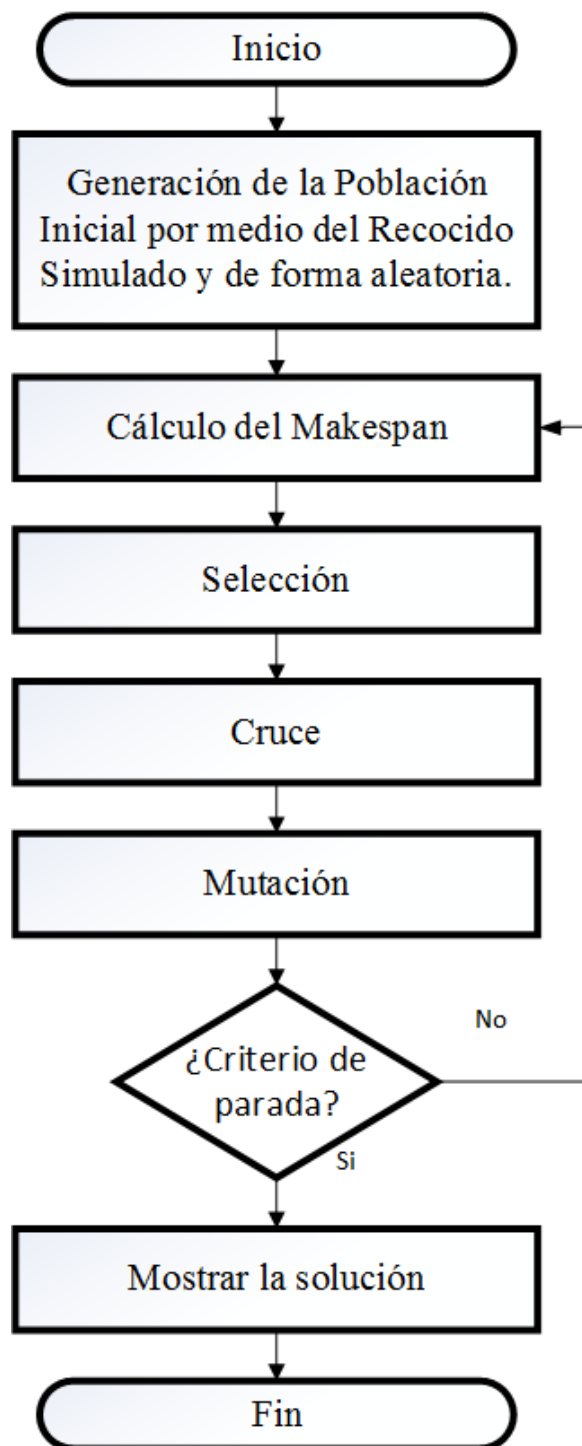 Inicio
Generación de la Población
Inicial por medio del Recocido
Simulado y de forma aleatoria.
Cálculo del Makespan
Selección
Cruce
Mutación
No
¿Criterio de
parada?
Si
Mostrar la solución
Fin